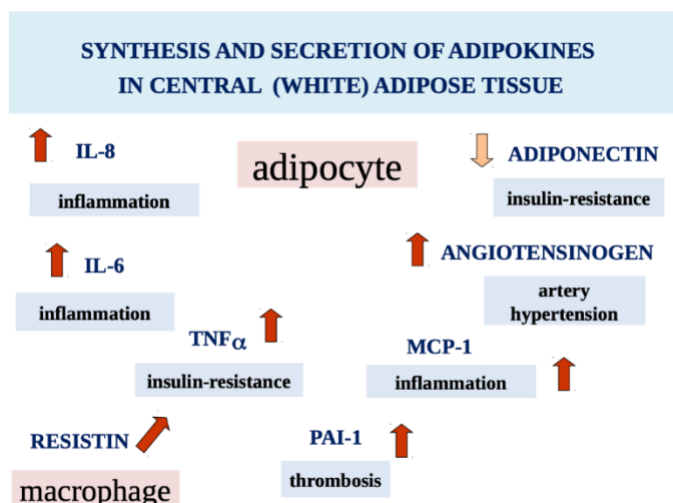 SYNTHESIS AND SECRETION OF ADIPOKINES
IN CENTRAL (WHITE) ADIPOSE TISSUE
IL-8
inflammation
adipocyte
ADIPONECTIN
insulin-resistance
IL-6
inflammation
ANGIOTENSINOGEN
artery
hypertension
TNFα
insulin-resistance
MCP-1
inflammation
RESISTIN
macrophage
PAI-1
thrombosis